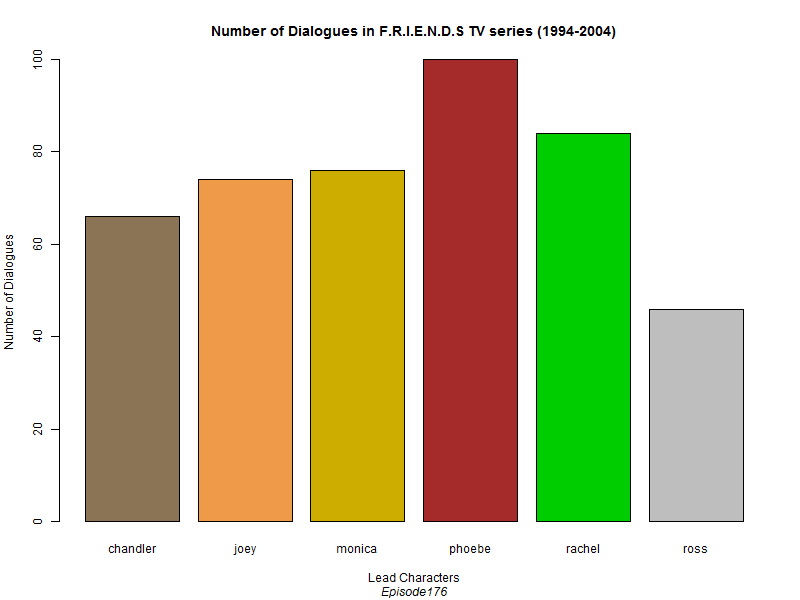 Number of Dialogues in F.R.I.E.N.D.S TV series (1994-2004)
Number of Dialogues
100
80
60
40
20
0
chandler joey monica phoebe rachel ross
Lead Characters
Episode176